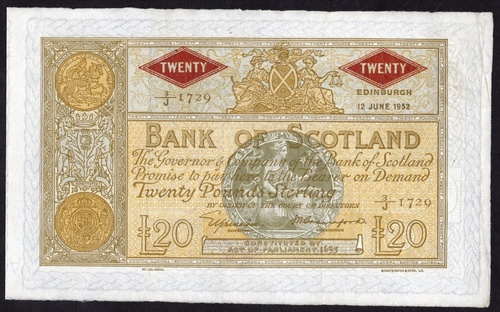 TWENTY TWENTY
3/J 1729 EDINBURGH
12 JUNE 1952
BANK OF SCOTLAND
The Governor & Company of the Bank of Scotland
Promise to pay here to the Bearer on Demand
Twenty Pounds Sterling
BY ORDER OF THE COURT OF DIRECTORS
3/J 1729
£20 £20
CONSTITUTED BY
ACT OF PARLIAMENT 1695